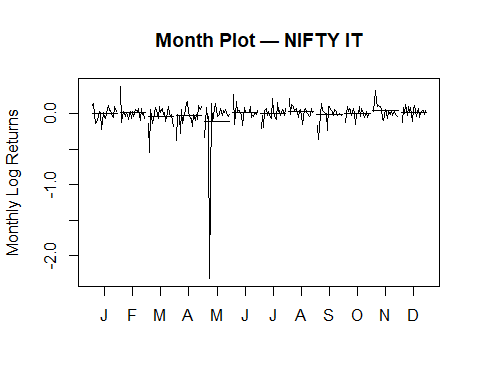 Month Plot — NIFTY IT
Monthly Log Returns
0.0
-1.0
-2.0
J F M A M J J A S O N D